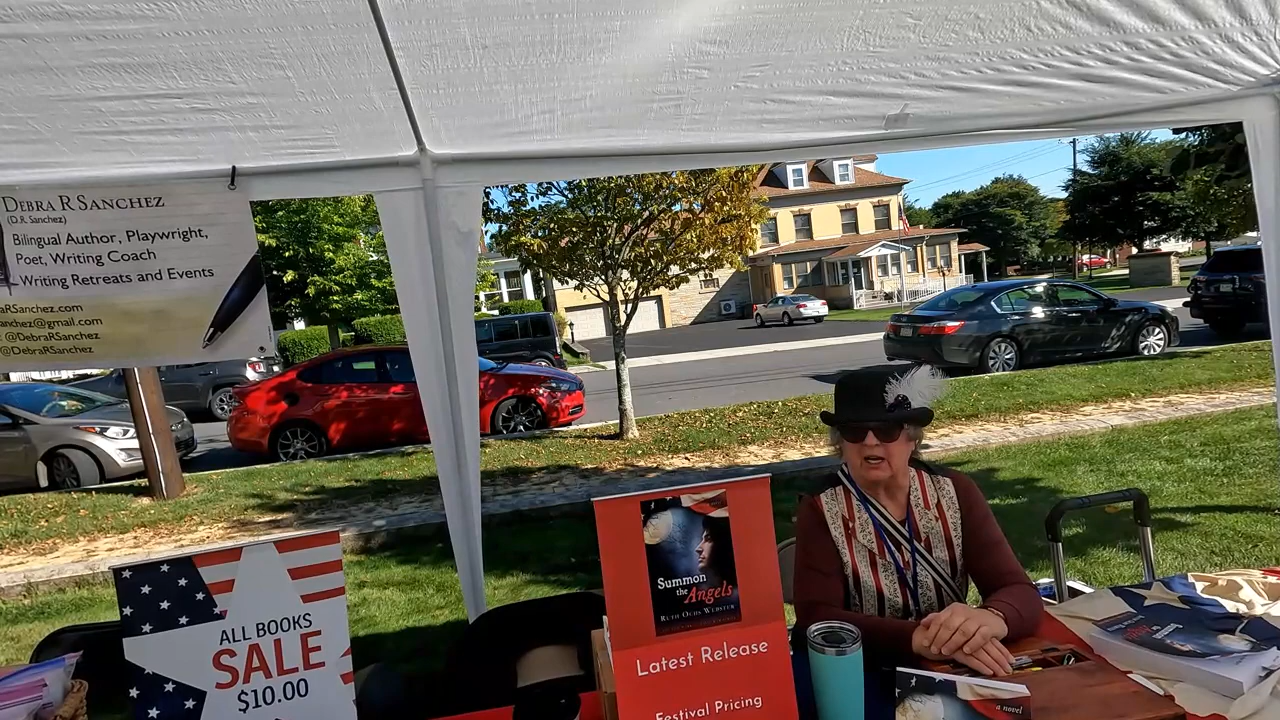 DEBRA R SANCHEZ
(D.R. Sanchez)
Bilingual Author, Playwright,
Poet, Writing Coach
Writing Retreats and Events
aRSanchez.com
anchez@gmail.com
@DebraRSanchez
@DebraRSanchez
ALL BOOKS
SALE
$10.00
Summon
the Angels
RUTH OCHS WEBSTER
Latest Release
Festival Pricing
a novel